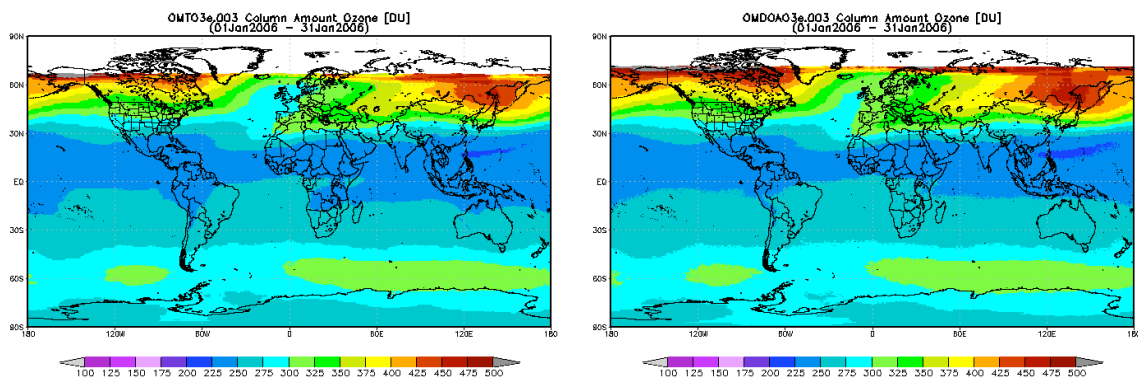 OMTO3e.003 Column Amount Ozone [DU]
(01Jan2006 – 31Jan2006)
90N
60N
30N
EQ
30S
60S
90S
180 120W 60W 0 60E 120E 180
100 125 150 175 200 225 250 275 300 325 350 375 400 425 450 475 500
OMDOAO3e.003 Column Amount Ozone [DU]
(01Jan2006 – 31Jan2006)
90N
60N
30N
EQ
30S
60S
90S
180 120W 60W 0 60E 120E 180
100 125 150 175 200 225 250 275 300 325 350 375 400 425 450 475 500